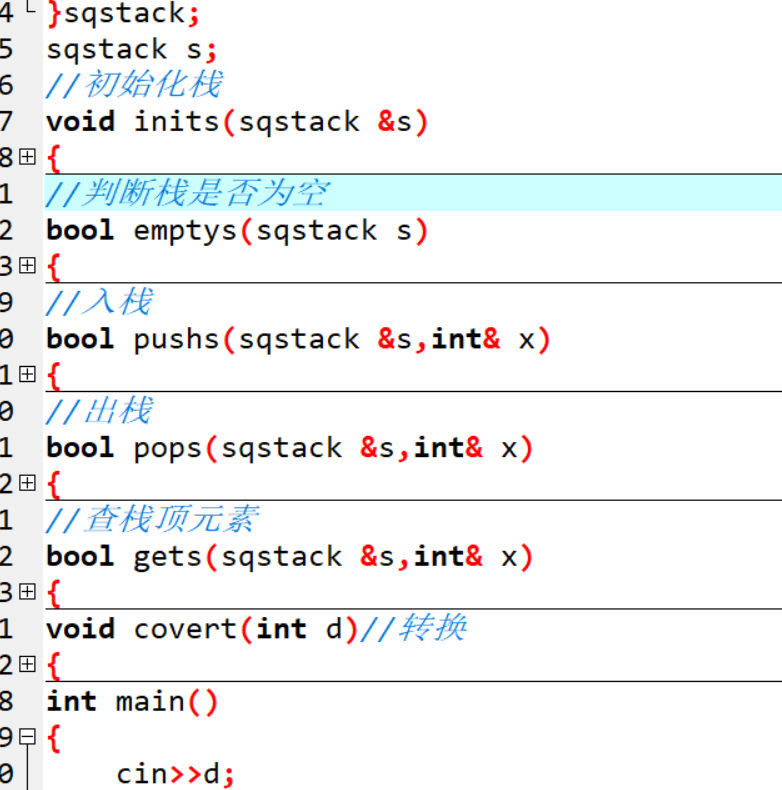 4 }sqstack;
5 sqstack s;
6 //初始化栈
7 void inits(sqstack &s)
8 {
1 //判断栈是否为空
2 bool emptys(sqstack s)
3 {
9 //入栈
0 bool pushs(sqstack &s,int& x)
1 {
0 //出栈
1 bool pops(sqstack &s,int& x)
2 {
1 //查栈顶元素
2 bool gets(sqstack &s,int& x)
3 {
1 void covert(int d)//转换
2 {
8 int main()
9 {
0 cin>>d;